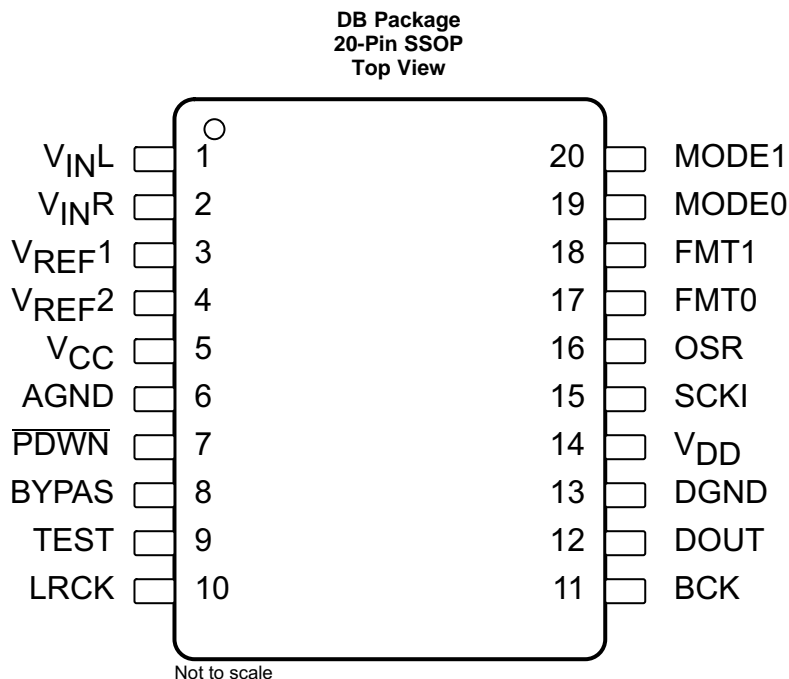 DB Package
20-Pin SSOP
Top View
VINL 1 20 MODE1
VINR 2 19 MODE0
VREF1 3 18 FMT1
VREF2 4 17 FMT0
VCC 5 16 OSR
AGND 6 15 SCKI
PDWN 7 14 VDD
BYPAS 8 13 DGND
TEST 9 12 DOUT
LRCK 10 11 BCK
Not to scale